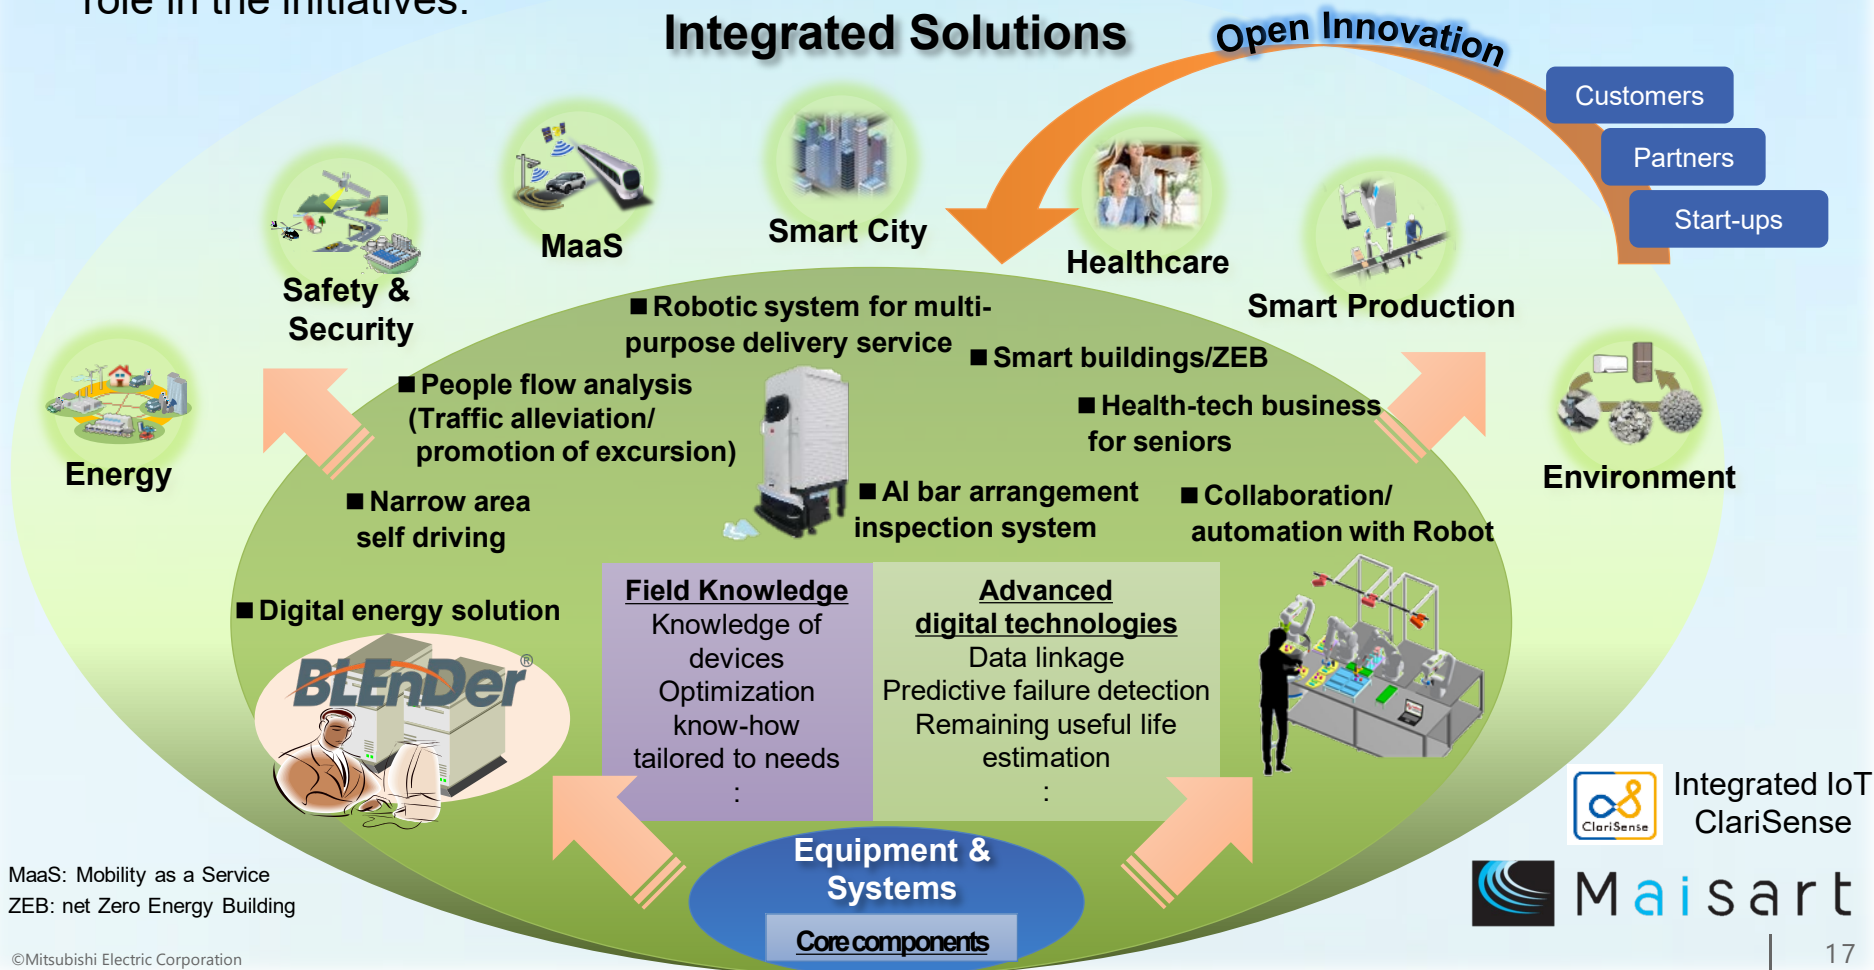 role in the initiatives.
Integrated Solutions
Open Innovation
Customers
Partners
Start-ups
Smart City
MaaS
Healthcare
Safety &
Security
Smart Production
Energy
Environment
■ Robotic system for multi-
purpose delivery service
■ Smart buildings/ZEB
■ People flow analysis
(Traffic alleviation/
promotion of excursion)
■ Health-tech business
for seniors
■ Narrow area
self driving
■ AI bar arrangement
inspection system
■ Collaboration/
automation with Robot
■ Digital energy solution
BLEnDer®
Field Knowledge
Knowledge of
devices
Optimization
know-how
tailored to needs
:
Advanced
digital technologies
Data linkage
Predictive failure detection
Remaining useful life
estimation
:
Equipment &
Systems
Core components
ClariSense
Integrated IoT
ClariSense
Maisart
MaaS: Mobility as a Service
ZEB: net Zero Energy Building
©Mitsubishi Electric Corporation
17